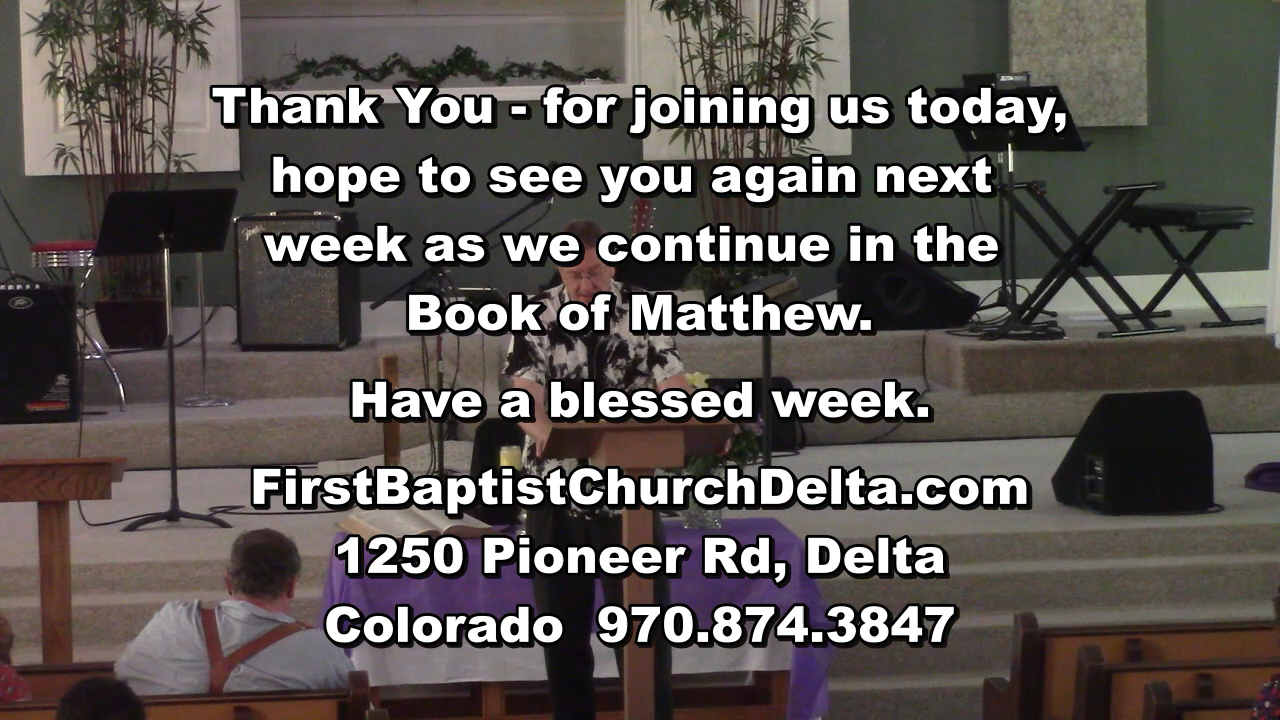 Thank You - for joining us today,
hope to see you again next
week as we continue in the
Book of Matthew.
Have a blessed week.
FirstBaptistChurchDelta.com
1250 Pioneer Rd, Delta
Colorado 970.874.3847